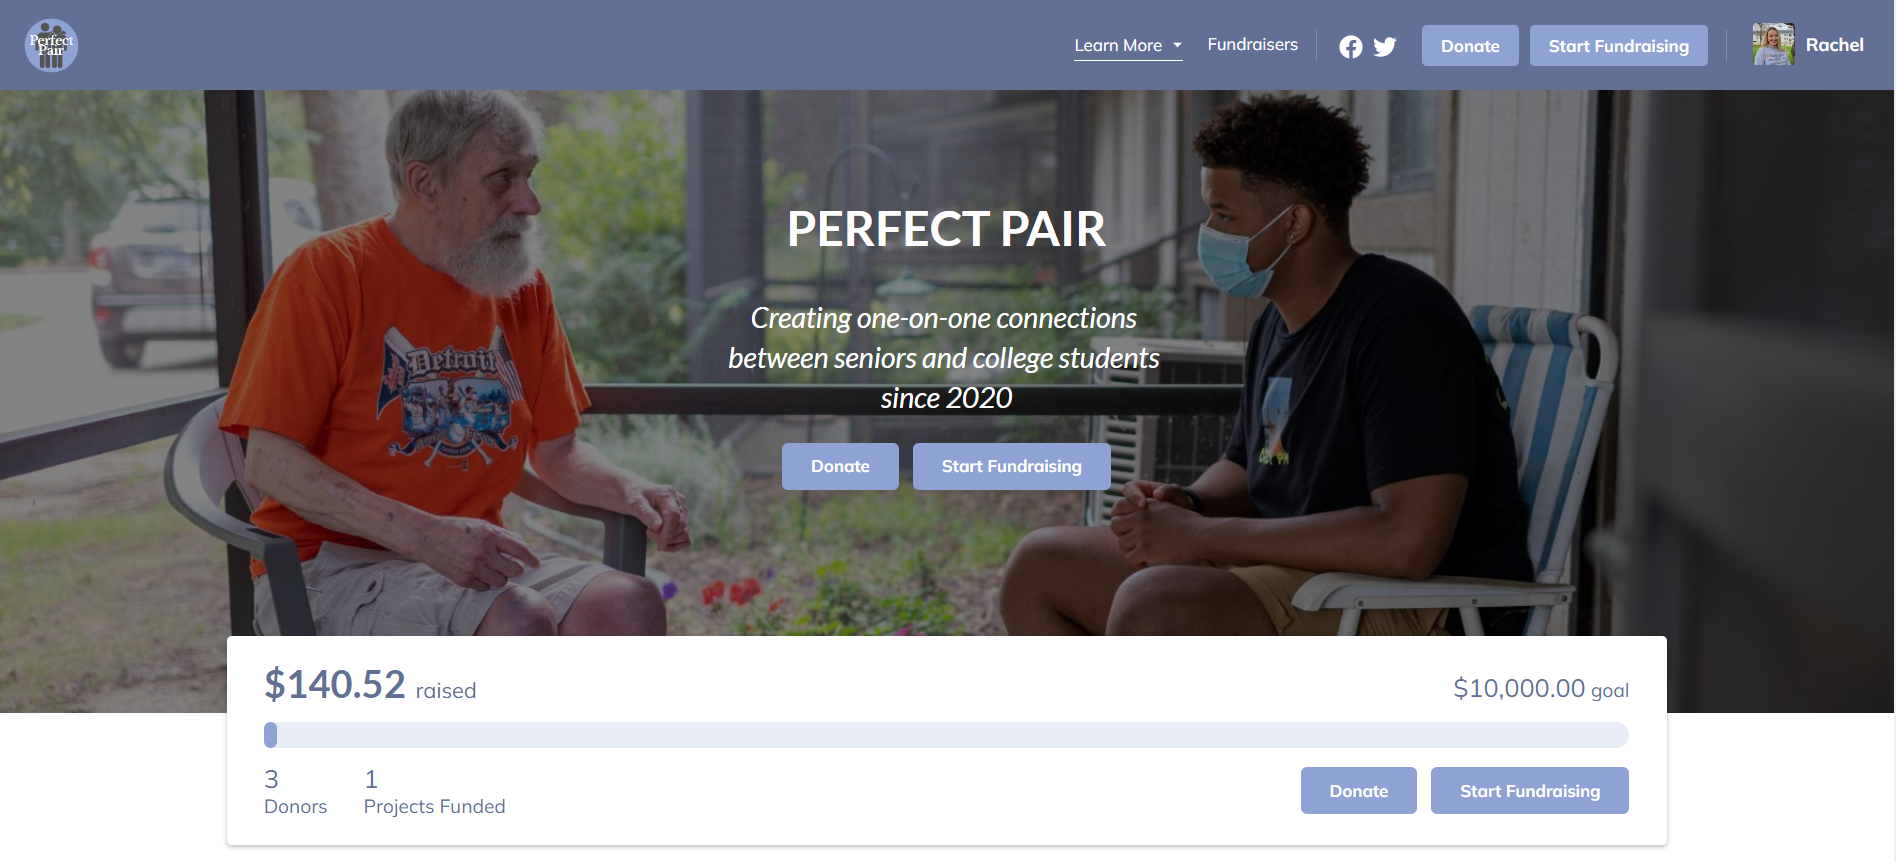 Perfect
Pair
Learn More
Fundraisers
Donate
Start Fundraising
Rachel
PERFECT PAIR
Creating one-on-one connections
between seniors and college students
since 2020
Donate
Start Fundraising
Detroit
$140.52 raised
$10,000.00 goal
3
Donors
1
Projects Funded
Donate
Start Fundraising